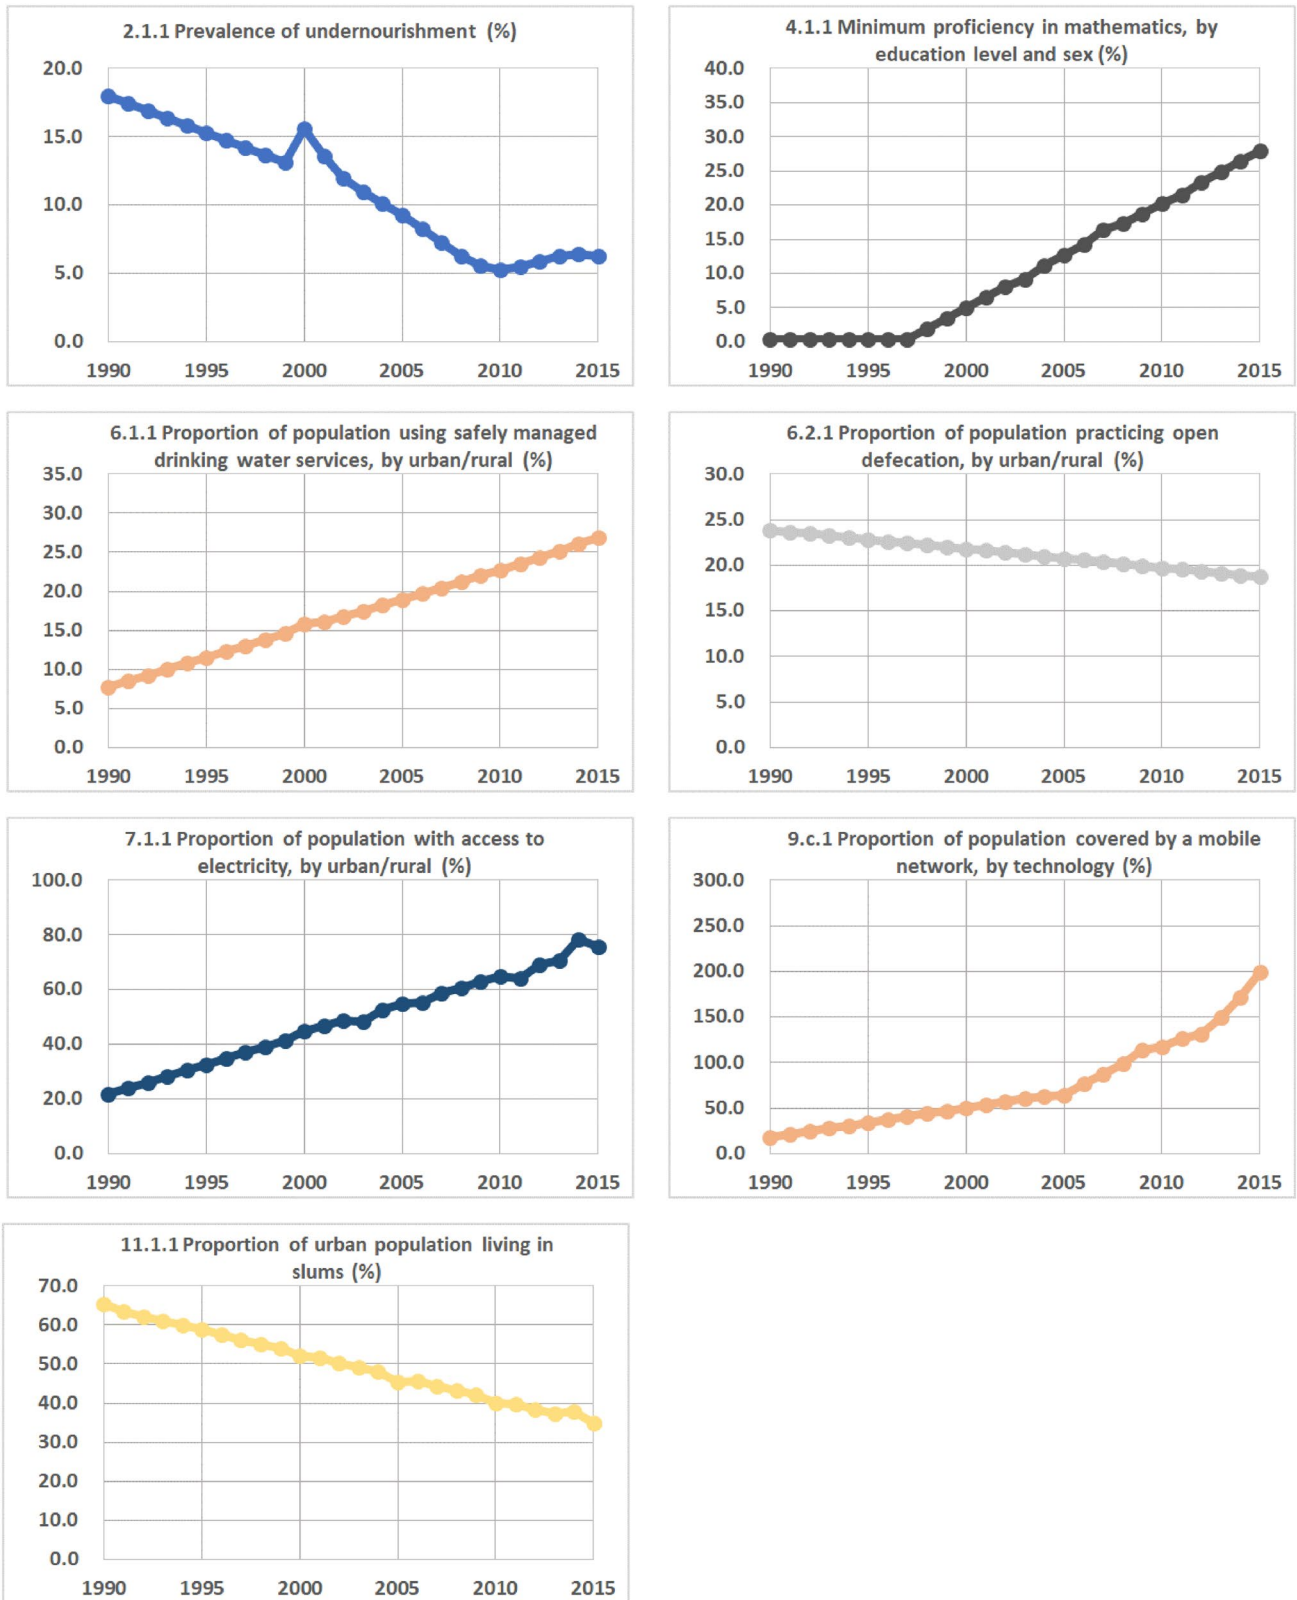 2.1.1 Prevalence of undernourishment (%)
20.0
15.0
10.0
5.0
0.0
1990 1995 2000 2005 2010 2015
4.1.1 Minimum proficiency in mathematics, by
education level and sex (%)
40.0
35.0
30.0
25.0
20.0
15.0
10.0
5.0
0.0
1990 1995 2000 2005 2010 2015
6.1.1 Proportion of population using safely managed
drinking water services, by urban/rural (%)
35.0
30.0
25.0
20.0
15.0
10.0
5.0
0.0
1990 1995 2000 2005 2010 2015
6.2.1 Proportion of population practicing open
defecation, by urban/rural (%)
30.0
25.0
20.0
15.0
10.0
5.0
0.0
1990 1995 2000 2005 2010 2015
7.1.1 Proportion of population with access to
electricity, by urban/rural (%)
100.0
80.0
60.0
40.0
20.0
0.0
1990 1995 2000 2005 2010 2015
9.c.1 Proportion of population covered by a mobile
network, by technology (%)
300.0
250.0
200.0
150.0
100.0
50.0
0.0
1990 1995 2000 2005 2010 2015
11.1.1 Proportion of urban population living in
slums (%)
70.0
60.0
50.0
40.0
30.0
20.0
10.0
0.0
1990 1995 2000 2005 2010 2015